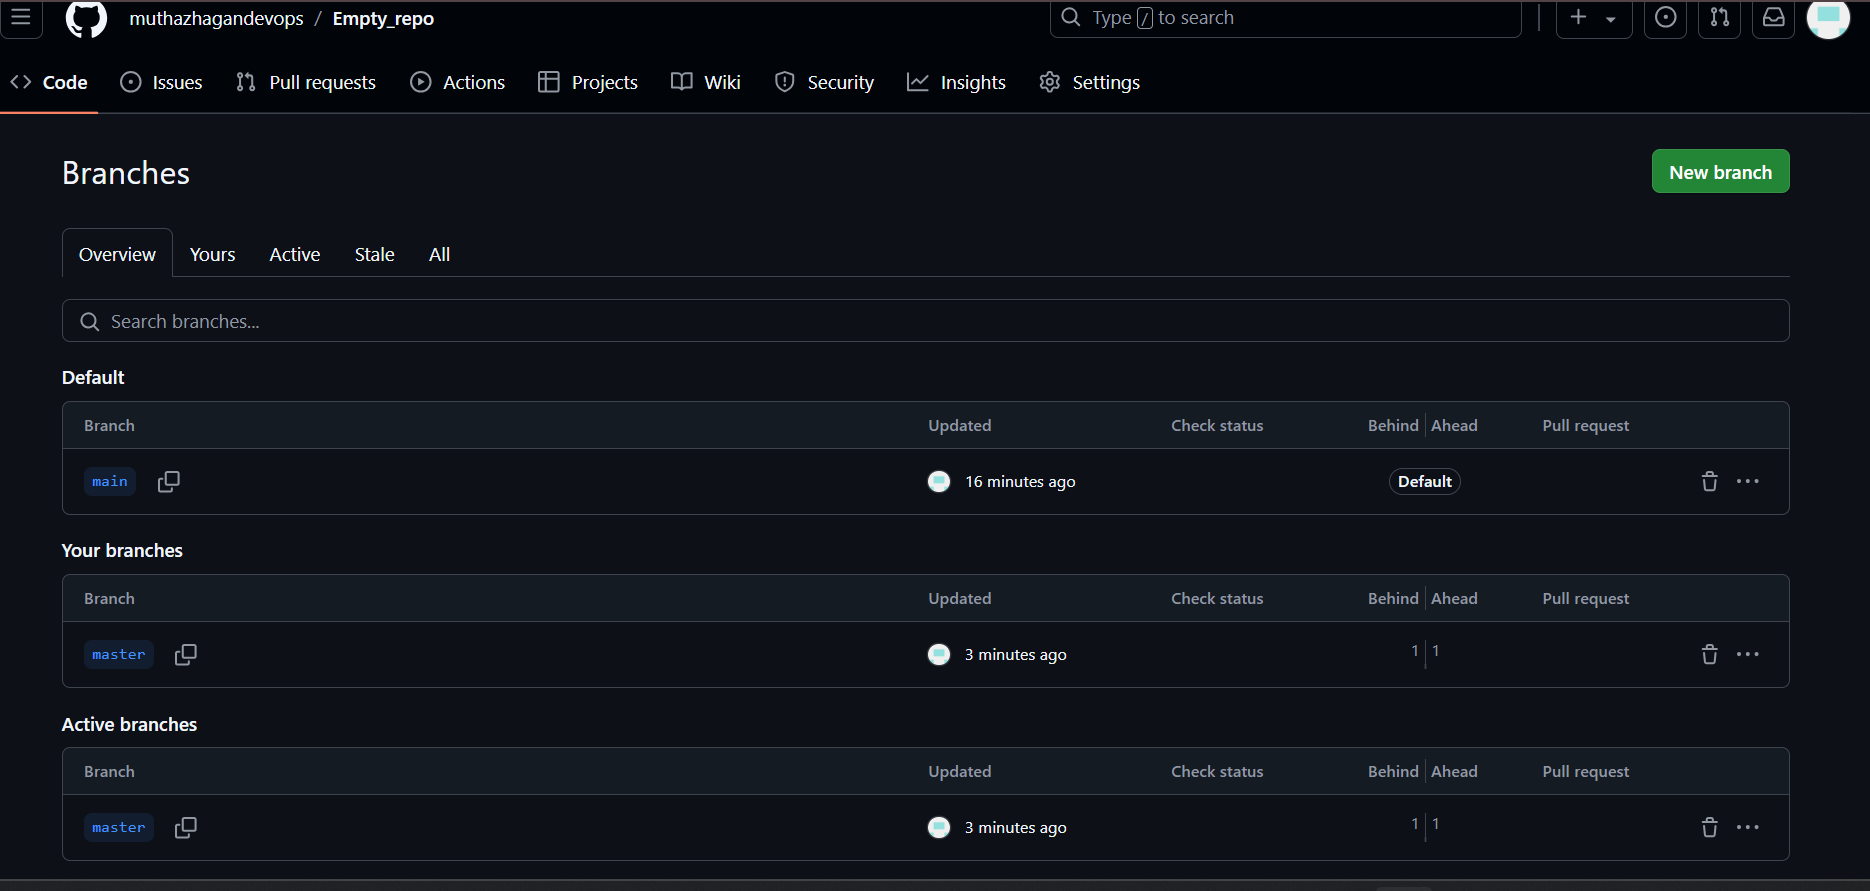 muthazhagandevops / Empty_repo
Type / to search
Code Issues Pull requests Actions Projects Wiki Security Insights Settings
Branches
New branch
Overview Yours Active Stale All
Search branches...
Default
Branch Updated Check status Behind Ahead Pull request
main 16 minutes ago Default
Your branches
Branch Updated Check status Behind Ahead Pull request
master 3 minutes ago 1 1
Active branches
Branch Updated Check status Behind Ahead Pull request
master 3 minutes ago 1 1